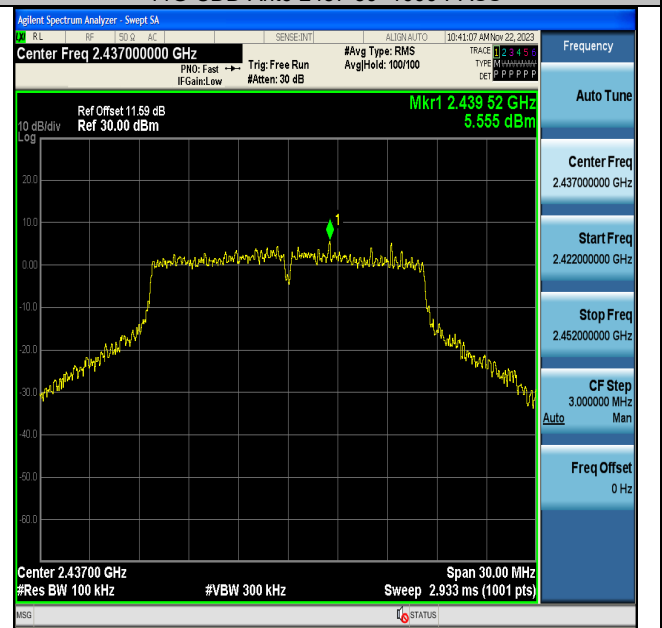 Agilent Spectrum Analyzer - Swept SA
LXI RL RF 50 Ω AC SENSE:INT ALIGN AUTO 10:41:07 AM Nov 22, 2023
Center Freq 2.437000000 GHz
#Avg Type: RMS
TRACE 1 2 3 4 5 6
PNO: Fast
Trig: Free Run
Avg|Hold: 100/100
TYPE M WWWWW
IFGain:Low
#Atten: 30 dB
DET P P P P P P
Mkr1 2.439 52 GHz
5.555 dBm
Ref Offset 11.59 dB
10 dB/div Ref 30.00 dBm
Log
20.0
10.0
0.00
-10.0
-20.0
-30.0
-40.0
-50.0
-60.0
1
Center 2.43700 GHz
Span 30.00 MHz
#Res BW 100 kHz
#VBW 300 kHz
Sweep 2.933 ms (1001 pts)
MSG
STATUS
Frequency
Auto Tune
Center Freq
2.437000000 GHz
Start Freq
2.422000000 GHz
Stop Freq
2.452000000 GHz
CF Step
3.000000 MHz
Auto Man
Freq Offset
0 Hz